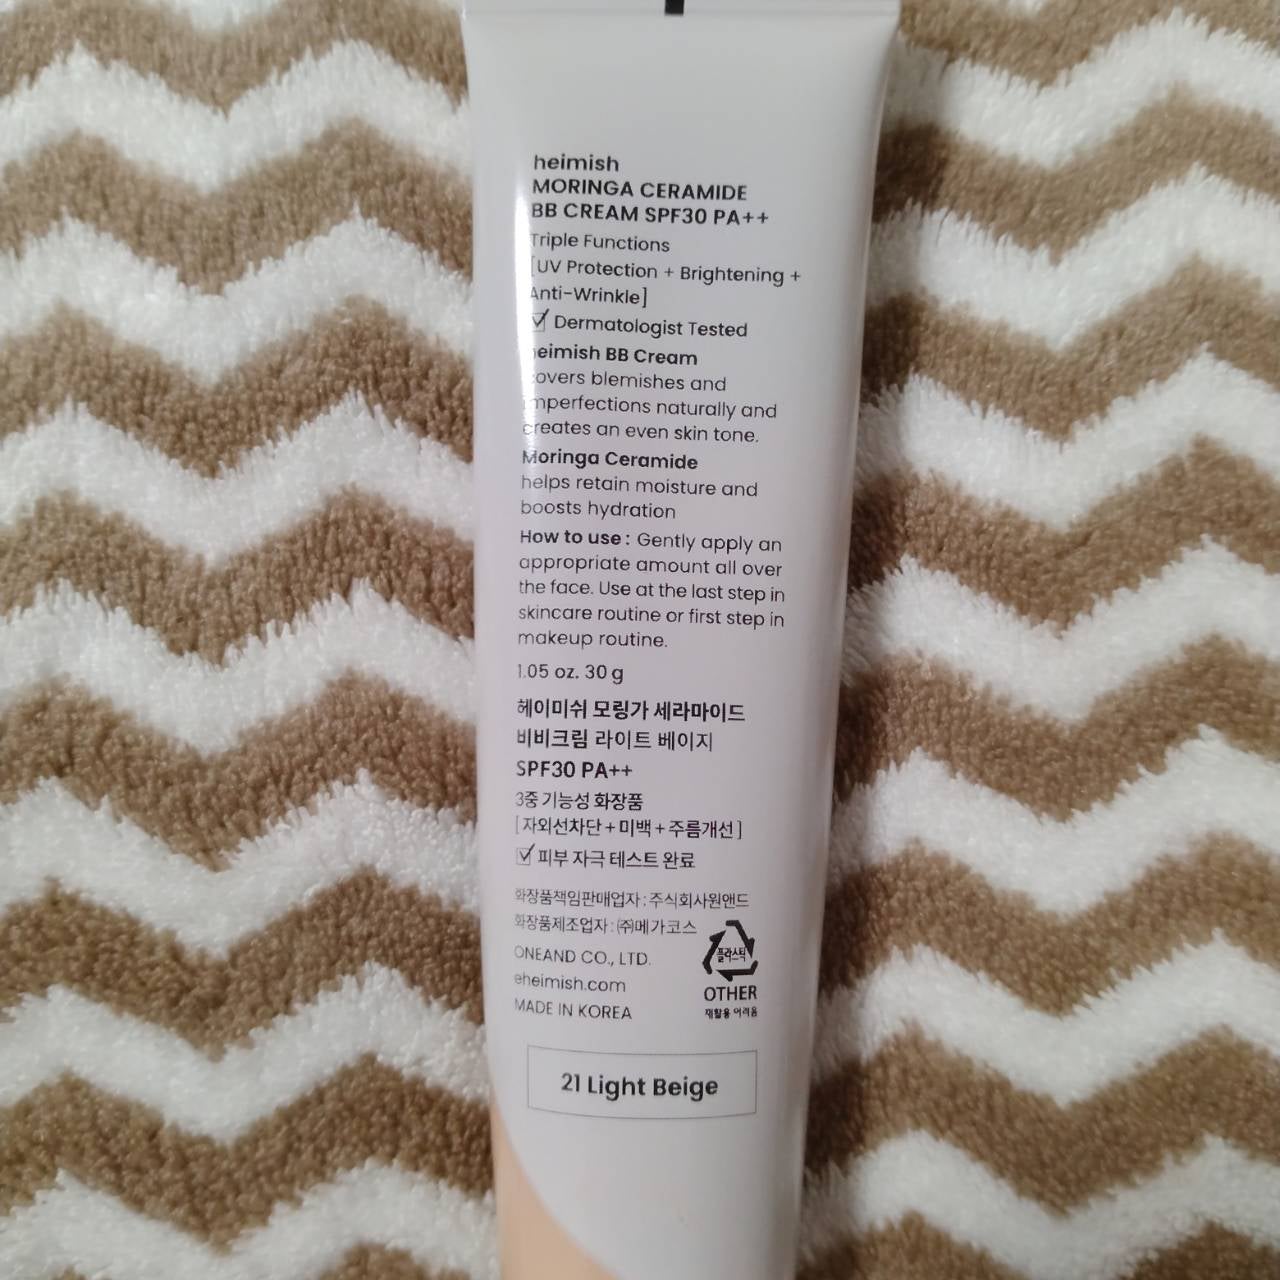 heimish
MORINGA CERAMIDE
BB CREAM SPF30 PA++
Triple Functions
[UV Protection + Brightening +
Anti-Wrinkle]
Dermatologist Tested
heimish BB Cream
covers blemishes and
imperfections naturally and
creates an even skin tone.
Moringa Ceramide
helps retain moisture and
boosts hydration
How to use : Gently apply an
appropriate amount all over
the face. Use at the last step in
skincare routine or first step in
makeup routine.
1.05 oz. 30 g
헤이미쉬 모링가 세라마이드
비비크림 라이트 베이지
SPF30 PA++
3중 기능성 화장품
[ 자외선차단 + 미백 + 주름개선 ]
피부 자극 테스트 완료
화장품책임판매업자 : 주식회사원앤드
화장품제조업자 : ㈜메가코스
ONEAND CO., LTD.
eheimish.com
MADE IN KOREA
플라스틱
OTHER
재활용 어려움
21 Light Beige